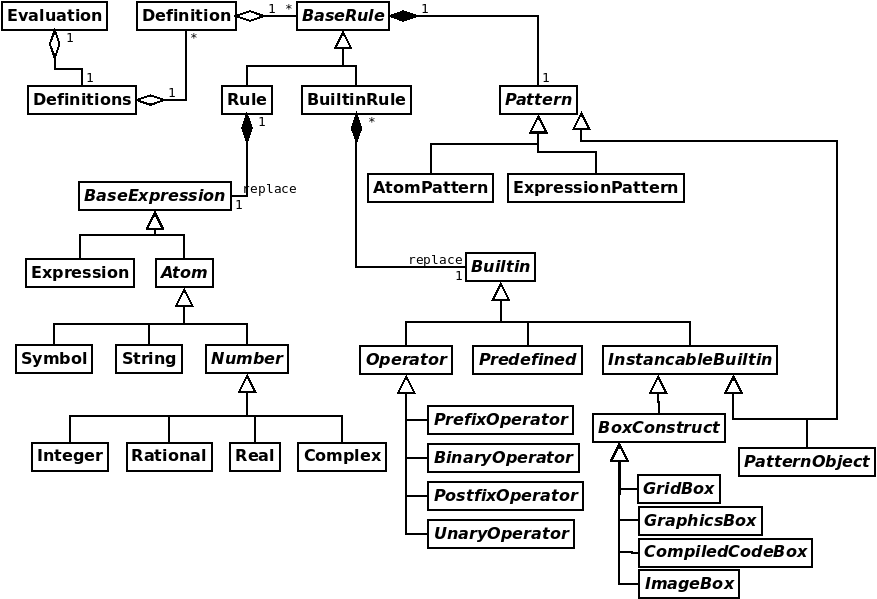 Evaluation
Definition
1 *
BaseRule
1
1
*
1
1
1
Definitions
Rule
BuiltinRule
Pattern
1
*
AtomPattern
ExpressionPattern
BaseExpression
replace
1
replace
1
Builtin
Expression
Atom
Symbol
String
Number
Operator
Predefined
InstancableBuiltin
Integer
Rational
Real
Complex
PrefixOperator
BinaryOperator
PostfixOperator
UnaryOperator
BoxConstruct
PatternObject
GridBox
GraphicsBox
CompiledCodeBox
ImageBox